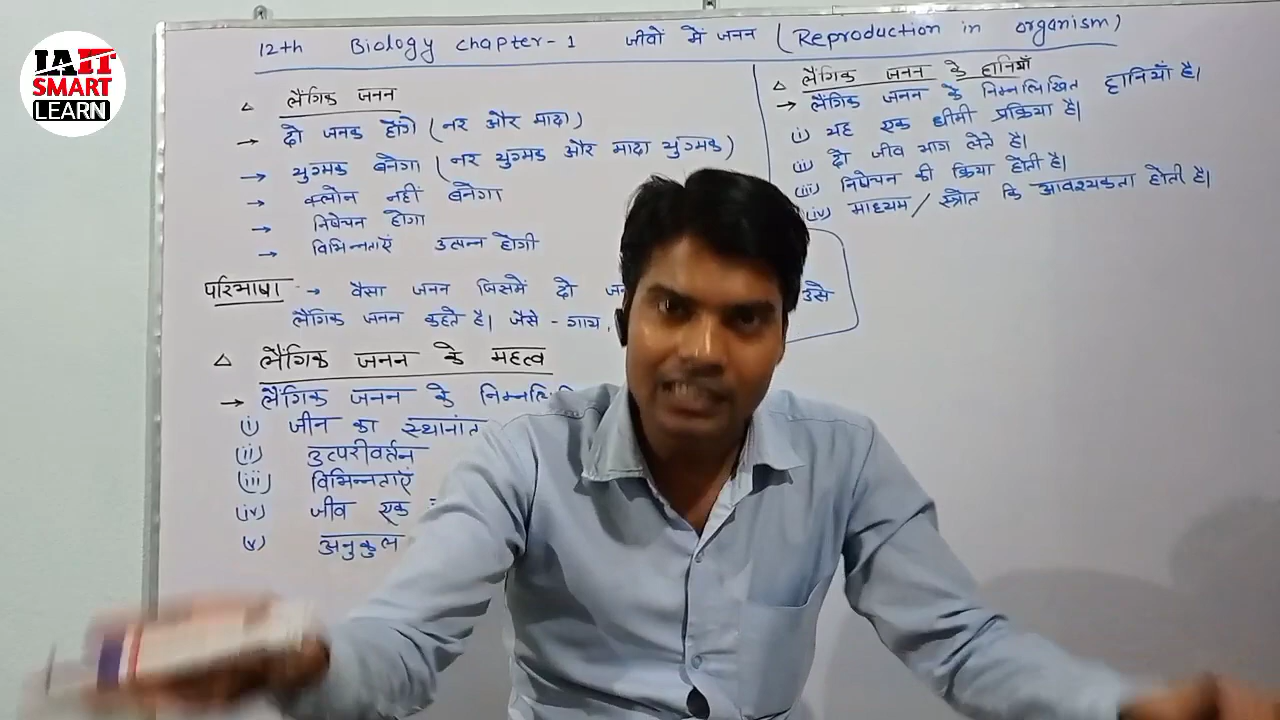 IAIT
SMART
LEARN
12th Biology chapter-1 जीवों में जनन (Reproduction in organism)
△ लैंगिक जनन
→ दो जनक होंगे (नर और मादा)
→ युग्मक बनेगा (नर युग्मक और मादा युग्मक)
→ क्लोन नहीं बनेगा
→ निषेचन होगा
→ विभिन्नताएं उत्पन्न होगी
परिभाषा → वैसा जनन जिसमें दो उसे
लैंगिक जनन कहते है। जैसे - गाय,
△ लैंगिक जनन के महत्व
→ लैंगिक जनन के
(i) जीन का
(ii) उत्परीवर्तन
(iii) विभिन्नताएं
(iv) जीव एक
(v) अनुकुल
△ लैंगिक जनन के हानियाँ
→ लैंगिक जनन के निम्नलिखित हानियाँ है।
(i) यह एक धीमी प्रक्रिया है।
(ii) दो जीव भाग लेते है।
(iii) निषेचन की क्रिया होती है।
(iv) माध्यम / स्त्रोत कि आवश्यकता होती है।